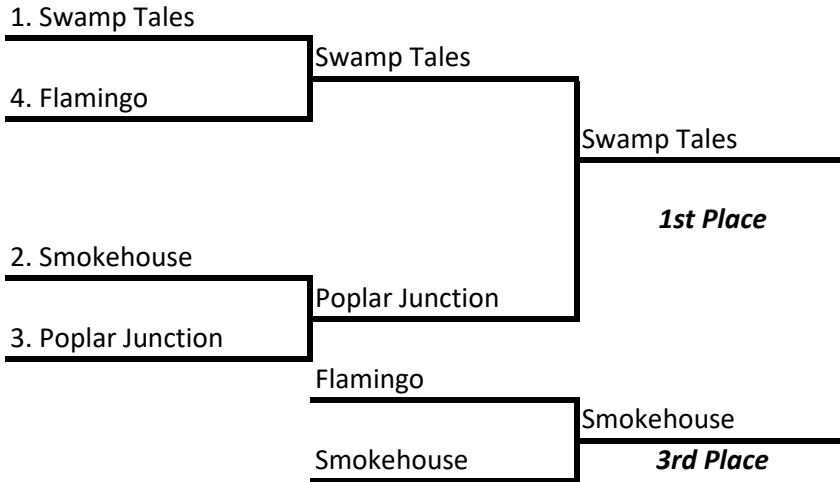 1. Swamp Tales
Swamp Tales
4. Flamingo
Swamp Tales
1st Place
2. Smokehouse
Poplar Junction
3. Poplar Junction
Flamingo
Smokehouse
Smokehouse
3rd Place